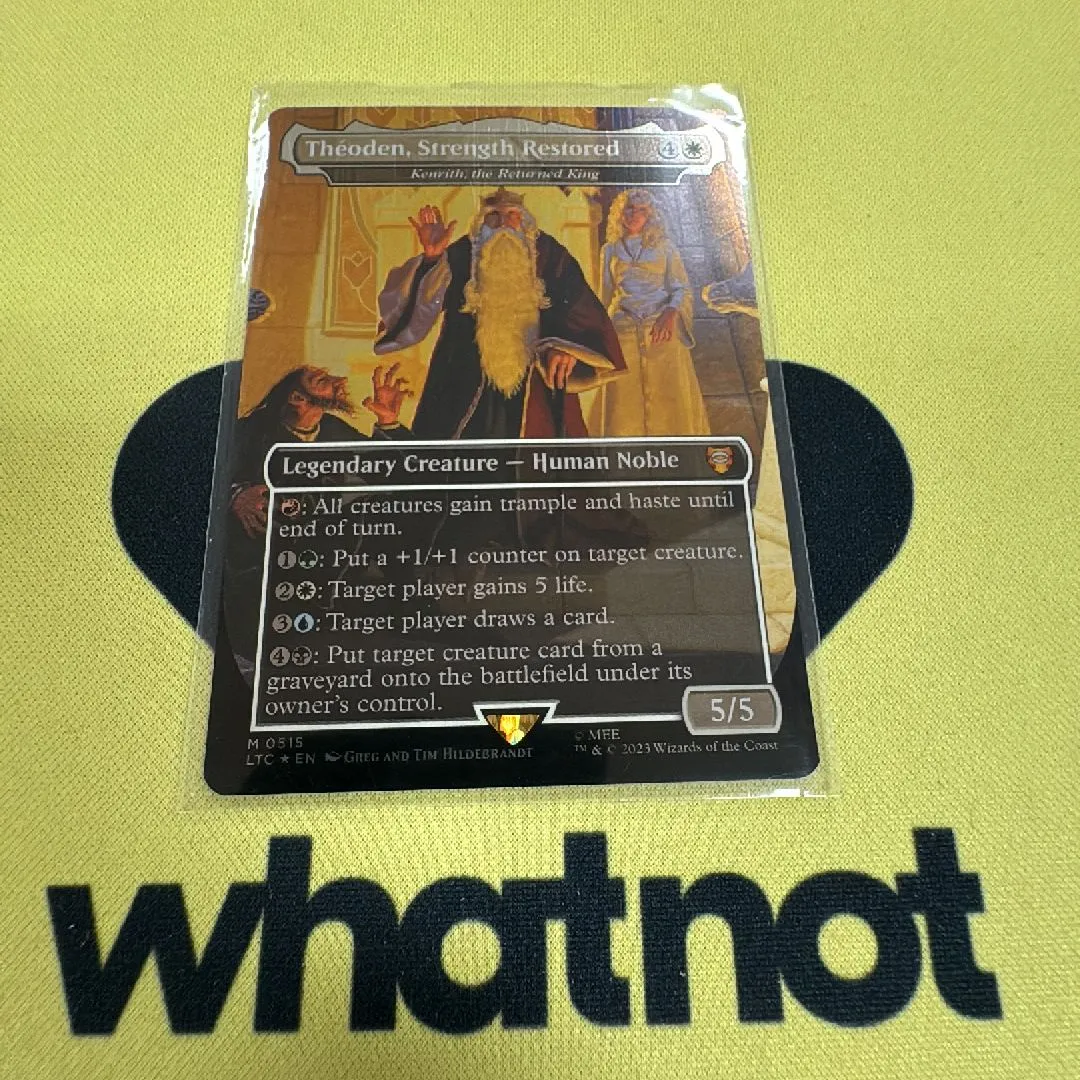 Théoden, Strength Restored 4
Kenrith, the Returned King
Legendary Creature — Human Noble
: All creatures gain trample and haste until
end of turn.
1: Put a +1/+1 counter on target creature.
2: Target player gains 5 life.
3: Target player draws a card.
4: Put target creature card from a
graveyard onto the battlefield under its
owner's control.
5/5
M 0515
LTC ★ EN GREG AND TIM HILDEBRANDT
© MEE
™ & © 2023 Wizards of the Coast
whatnot